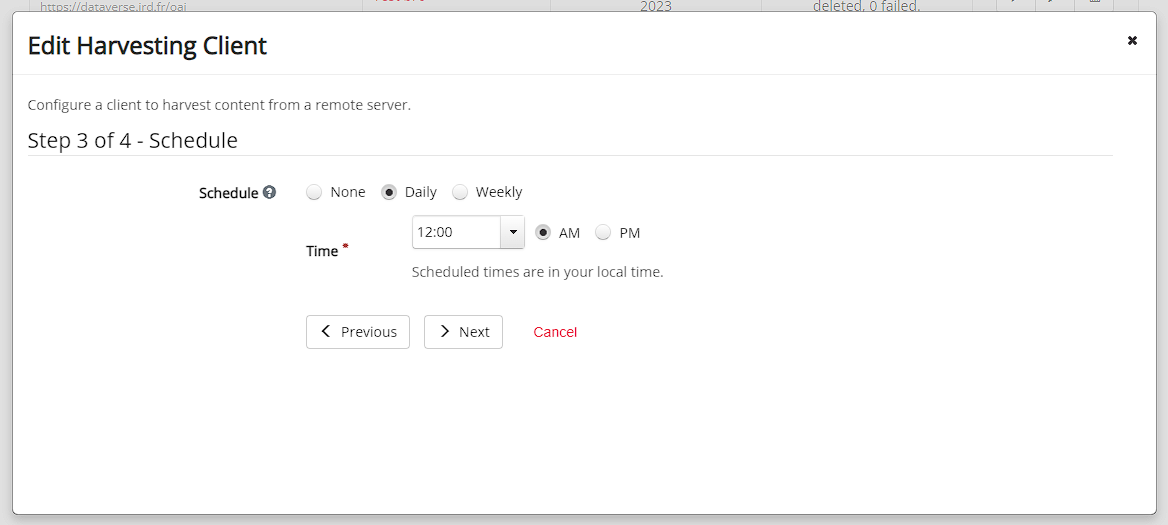 https://dataverse.ird.fr/oai
2023
deleted, 0 failed.
Edit Harvesting Client
Configure a client to harvest content from a remote server.
Step 3 of 4 - Schedule
Schedule None Daily Weekly
Time * 12:00 AM PM
Scheduled times are in your local time.
Previous Next Cancel